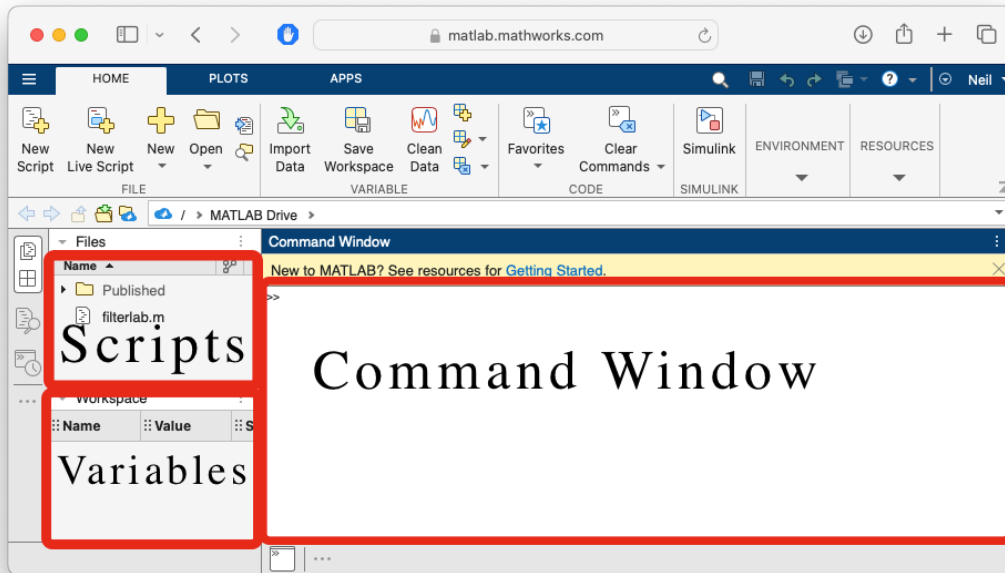 matlab.mathworks.com
HOME PLOTS APPS
Neil
New Script
New Live Script
New
Open
Import Data
Save Workspace
Clean Data
Favorites
Clear Commands
Simulink
ENVIRONMENT
RESOURCES
FILE VARIABLE CODE SIMULINK
/ > MATLAB Drive >
Files
Name
Published
filterlab.m
Scripts
Workspace
Name Value S
Variables
Command Window
New to MATLAB? See resources for Getting Started.
>>
Command Window